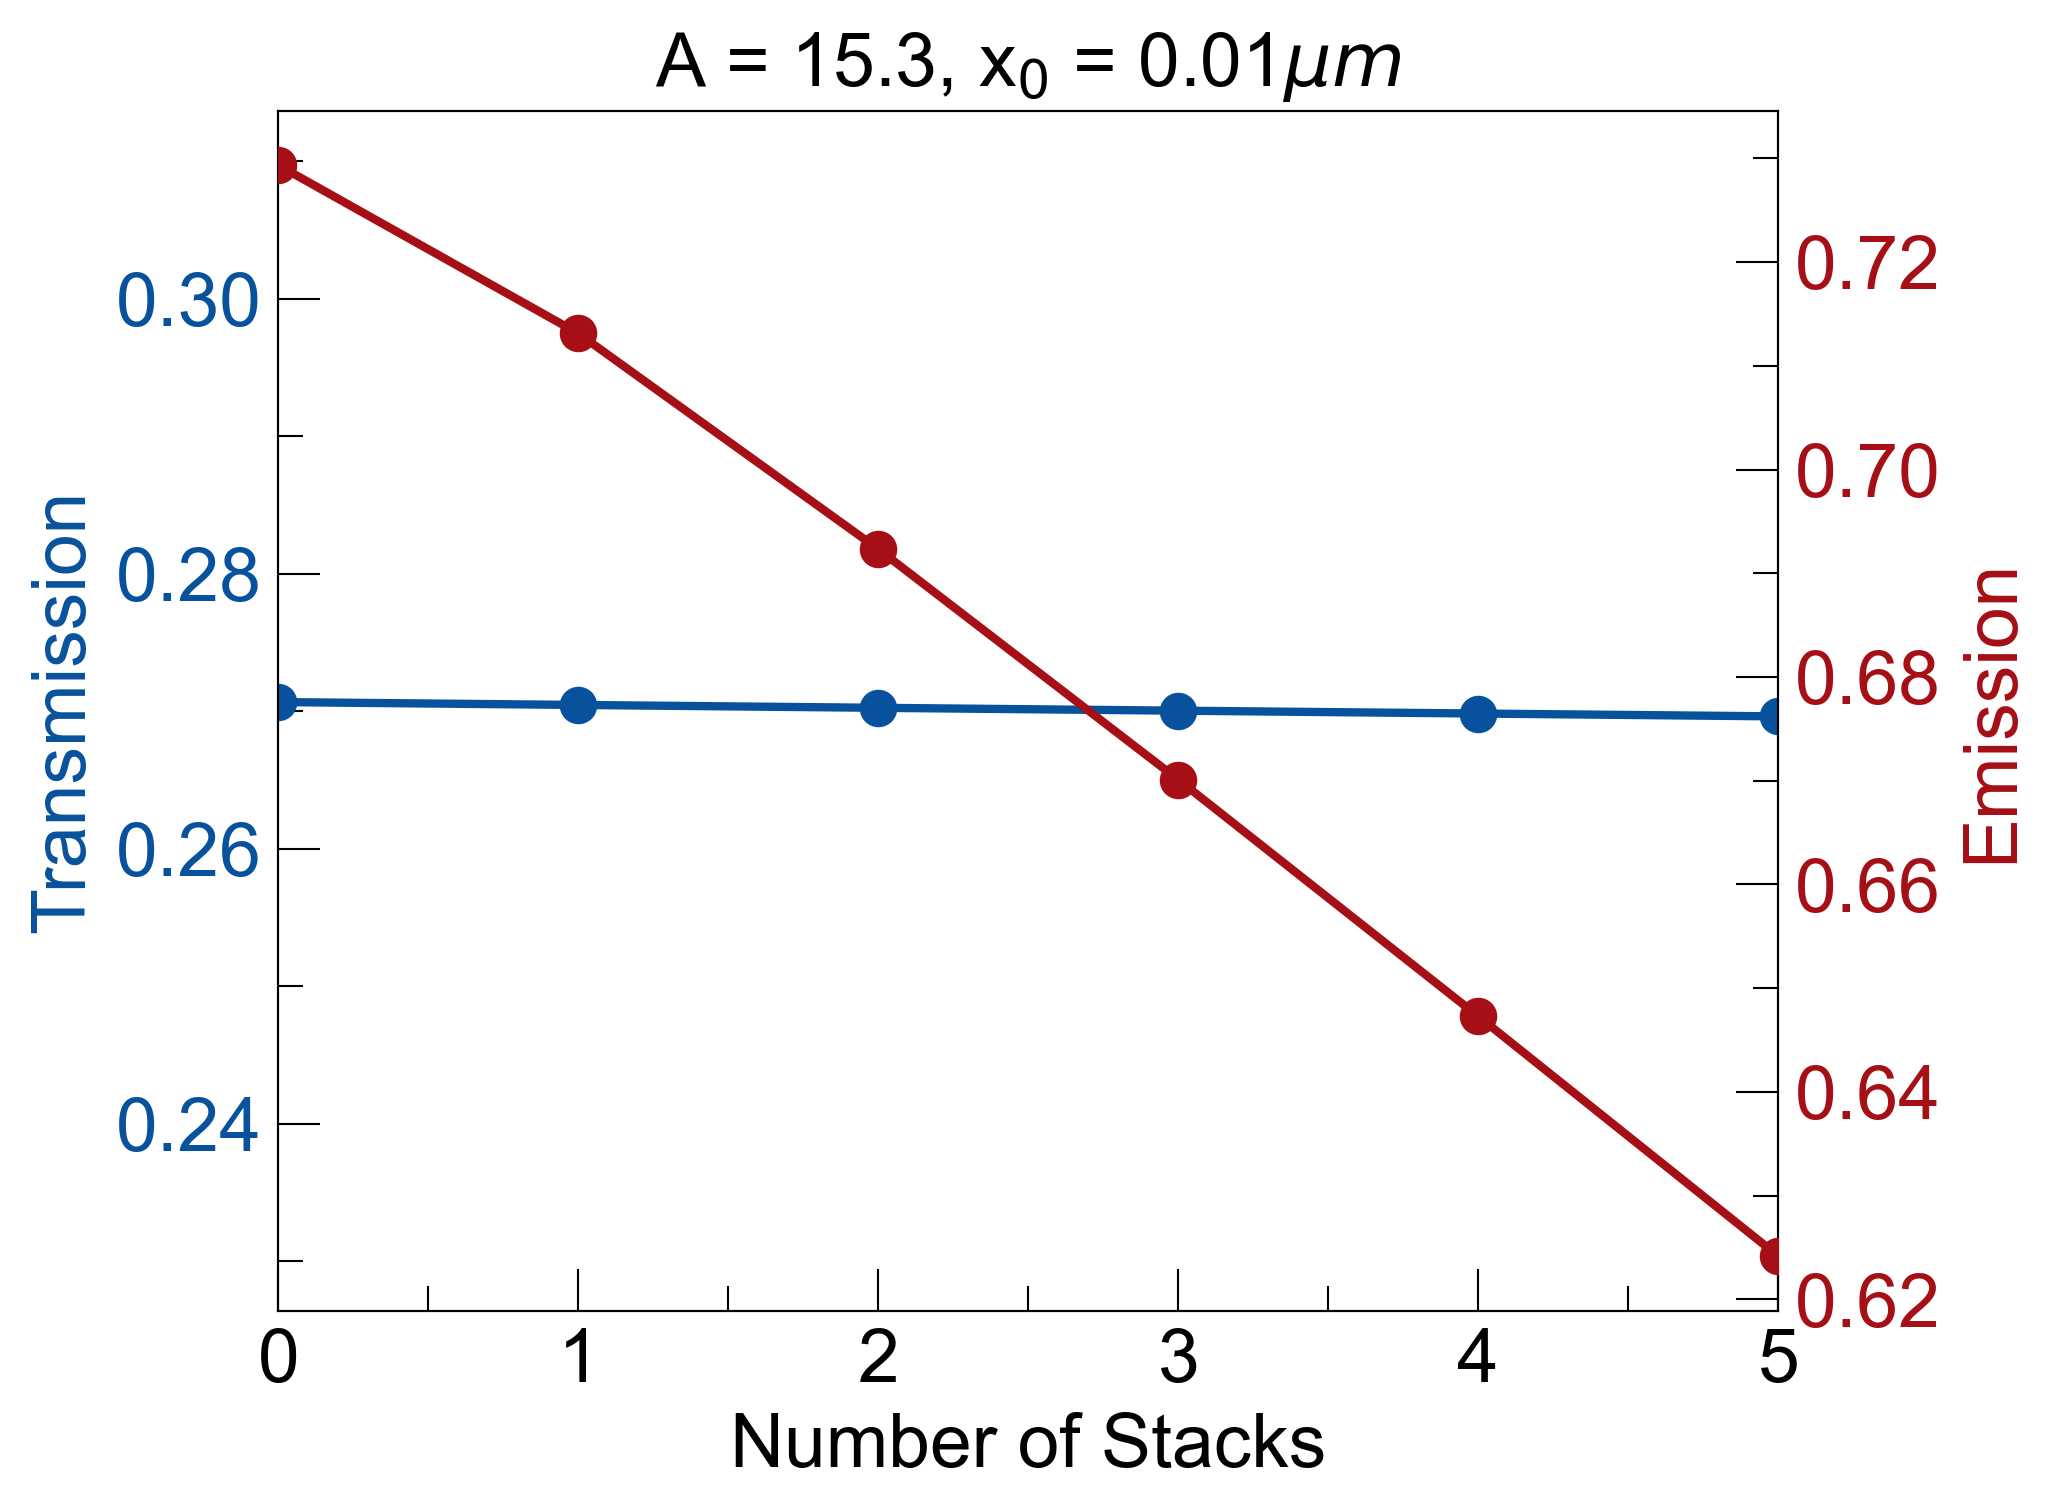 A = 15.3, x₀ = 0.01μm
Transmission
0.30
0.28
0.26
0.24
0.72
0.70
0.68
0.66
0.64
0.62
Emission
0 1 2 3 4 5
Number of Stacks